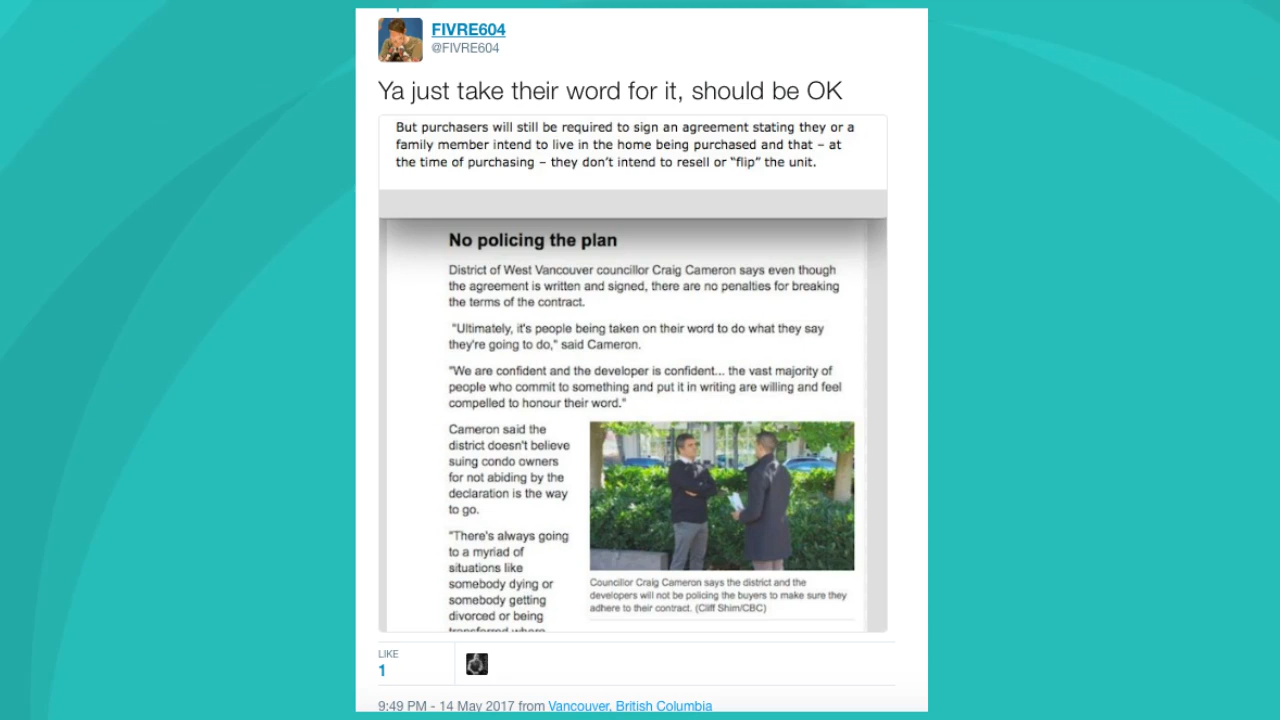 FIVRE604
@FIVRE604
Ya just take their word for it, should be OK
But purchasers will still be required to sign an agreement stating they or a
family member intend to live in the home being purchased and that – at
the time of purchasing – they don't intend to resell or "flip" the unit.
No policing the plan
District of West Vancouver councillor Craig Cameron says even though
the agreement is written and signed, there are no penalties for breaking
the terms of the contract.
"Ultimately, it's people being taken on their word to do what they say
they're going to do," said Cameron.
"We are confident and the developer is confident... the vast majority of
people who commit to something and put it in writing are willing and feel
compelled to honour their word."
Cameron said the
district doesn't believe
suing condo owners
for not abiding by the
declaration is the way
to go.
"There's always going
to a myriad of
situations like
somebody dying or
somebody getting
divorced or being
transferred where
Councillor Craig Cameron says the district and the
developers will not be policing the buyers to make sure they
adhere to their contract. (Cliff Shim/CBC)
LIKE
1
9:49 PM - 14 May 2017 from Vancouver, British Columbia